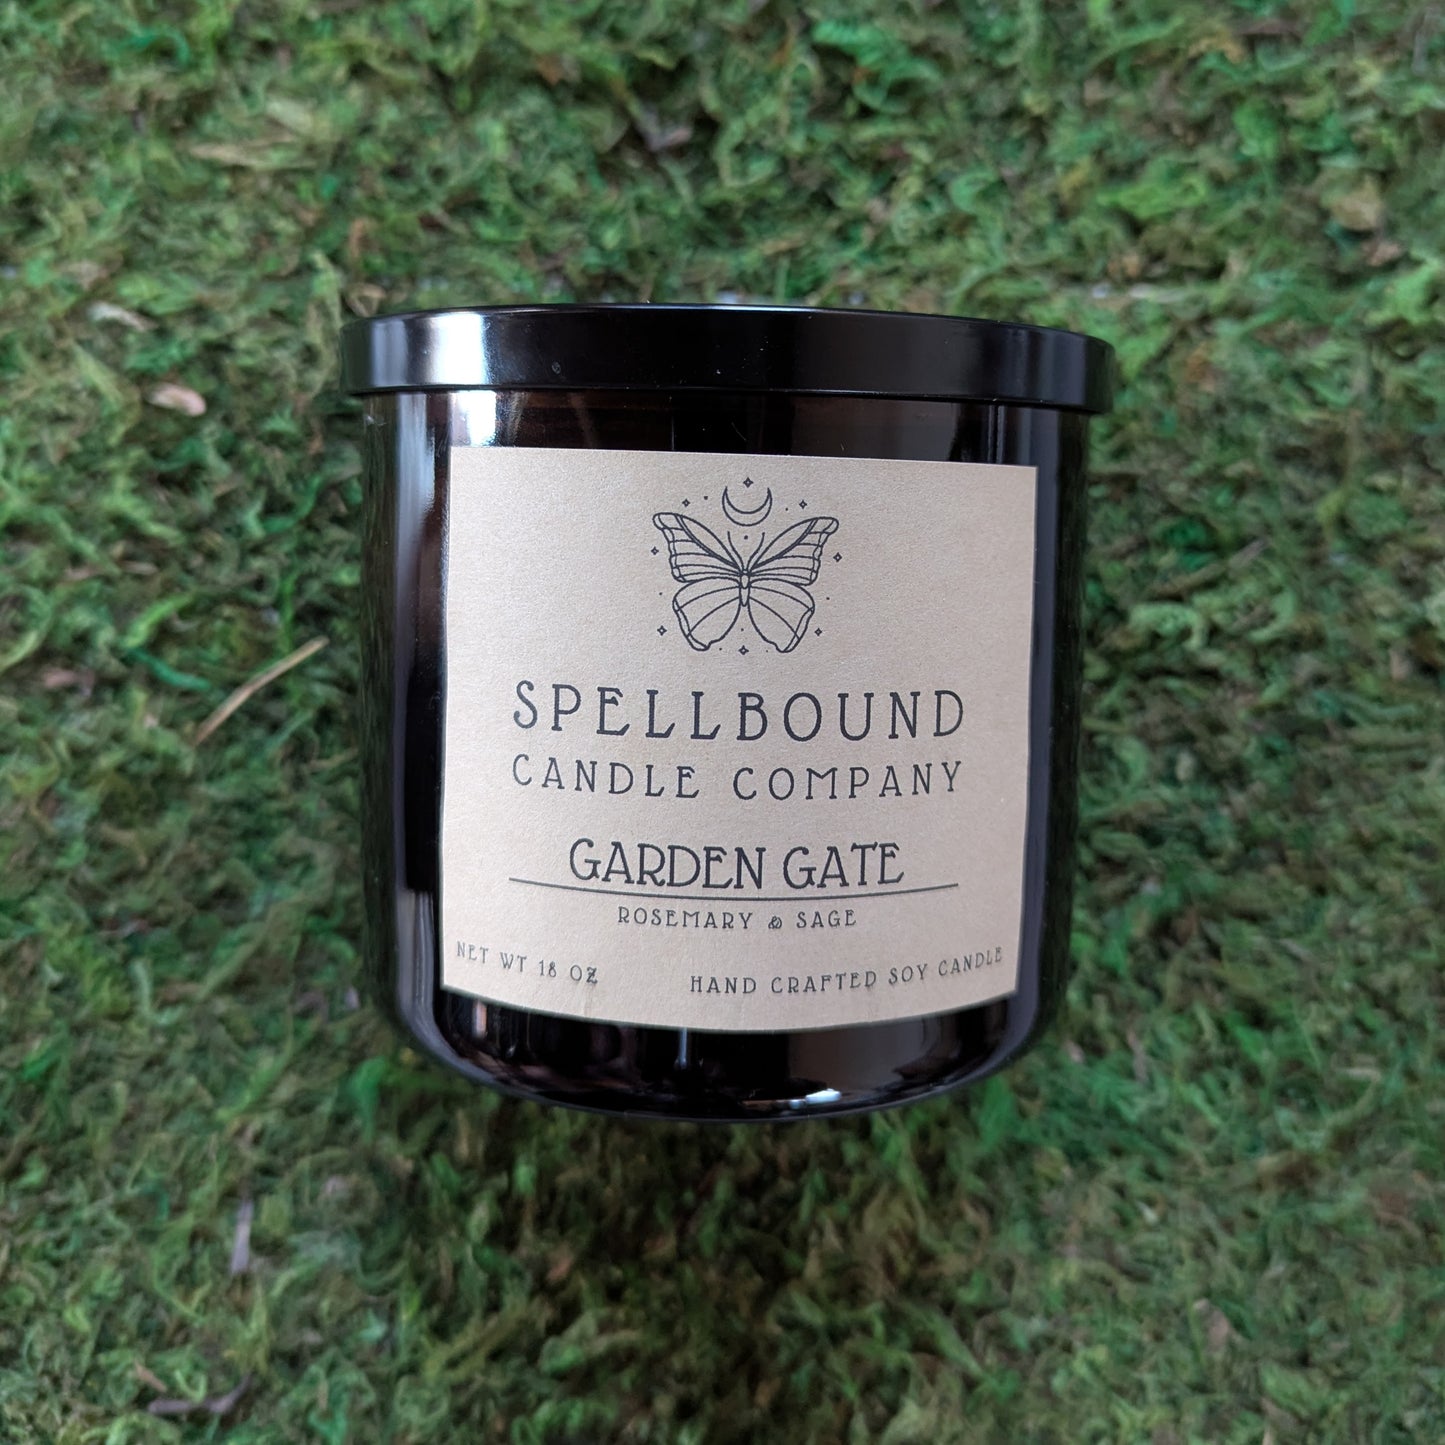 SPELLBOUND
CANDLE COMPANY
GARDEN GATE
ROSEMARY & SAGE
NET WT 18 OZ
HAND CRAFTED SOY CANDLE